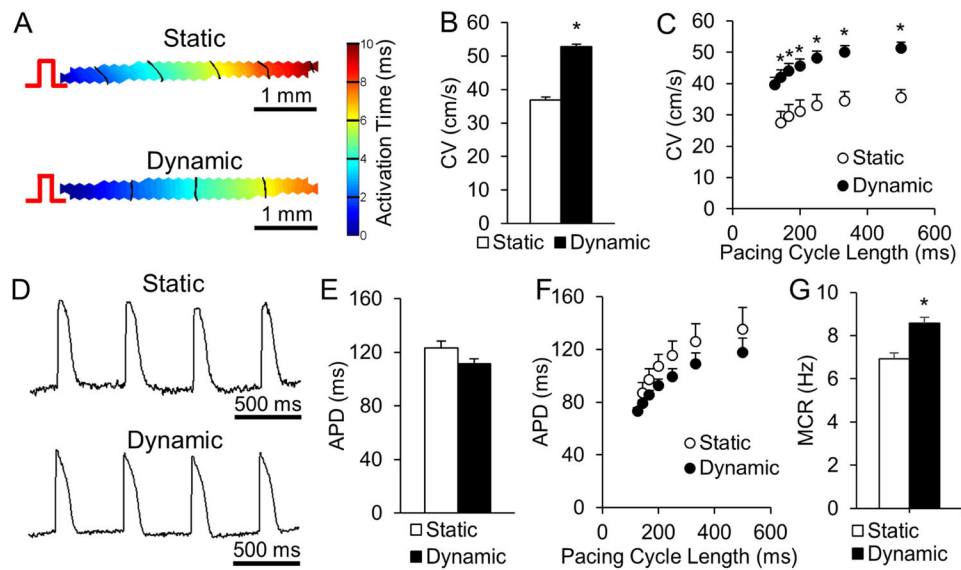 A
Static
1 mm
Dynamic
1 mm
Activation Time (ms)
10
8
6
4
2
0
B
*
CV (cm/s)
60
50
40
30
20
10
0
Static Dynamic
C
* * * * * *
CV (cm/s)
60
50
40
30
20
10
0
Static
Dynamic
0 200 400 600
Pacing Cycle Length (ms)
D
Static
500 ms
Dynamic
500 ms
E
APD (ms)
160
120
80
40
0
Static
Dynamic
F
APD (ms)
160
120
80
40
0
Static
Dynamic
0 200 400 600
Pacing Cycle Length (ms)
G
*
MCR (Hz)
10
8
6
4
2
0
Static
Dynamic